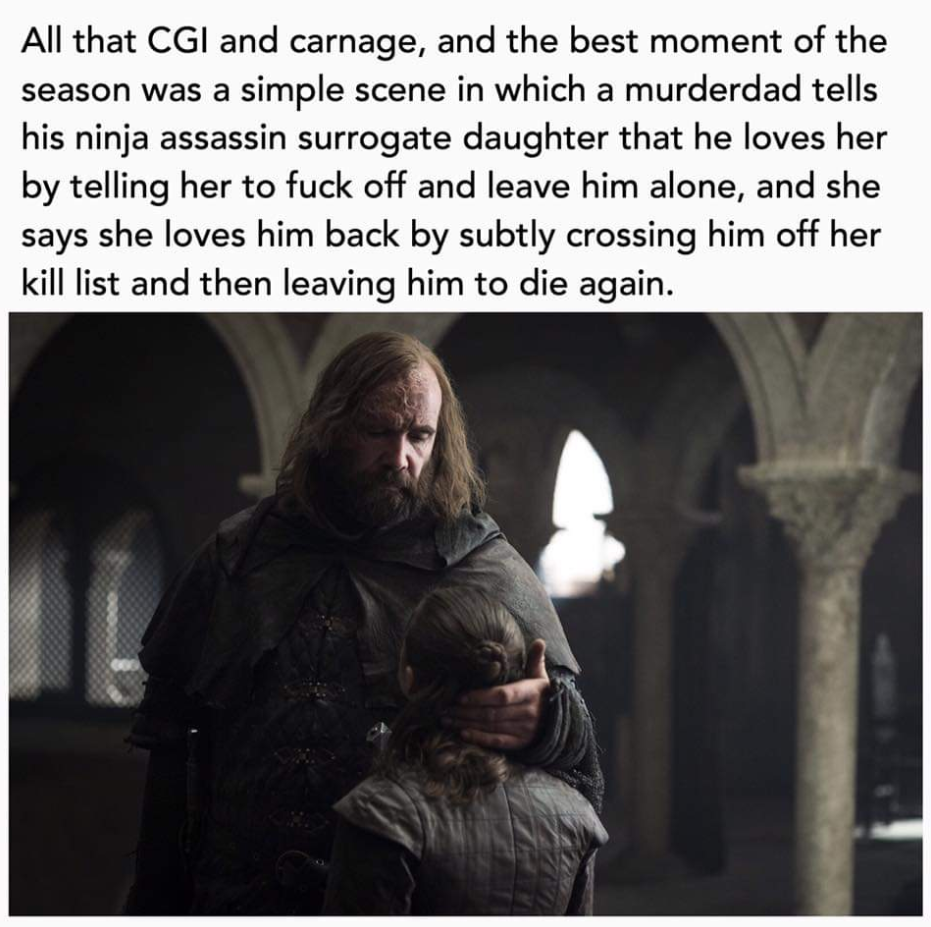 All that CGI and carnage, and the best moment of the
season was a simple scene in which a murderdad tells
his ninja assassin surrogate daughter that he loves her
by telling her to fuck off and leave him alone, and she
says she loves him back by subtly crossing him off her
kill list and then leaving him to die again.